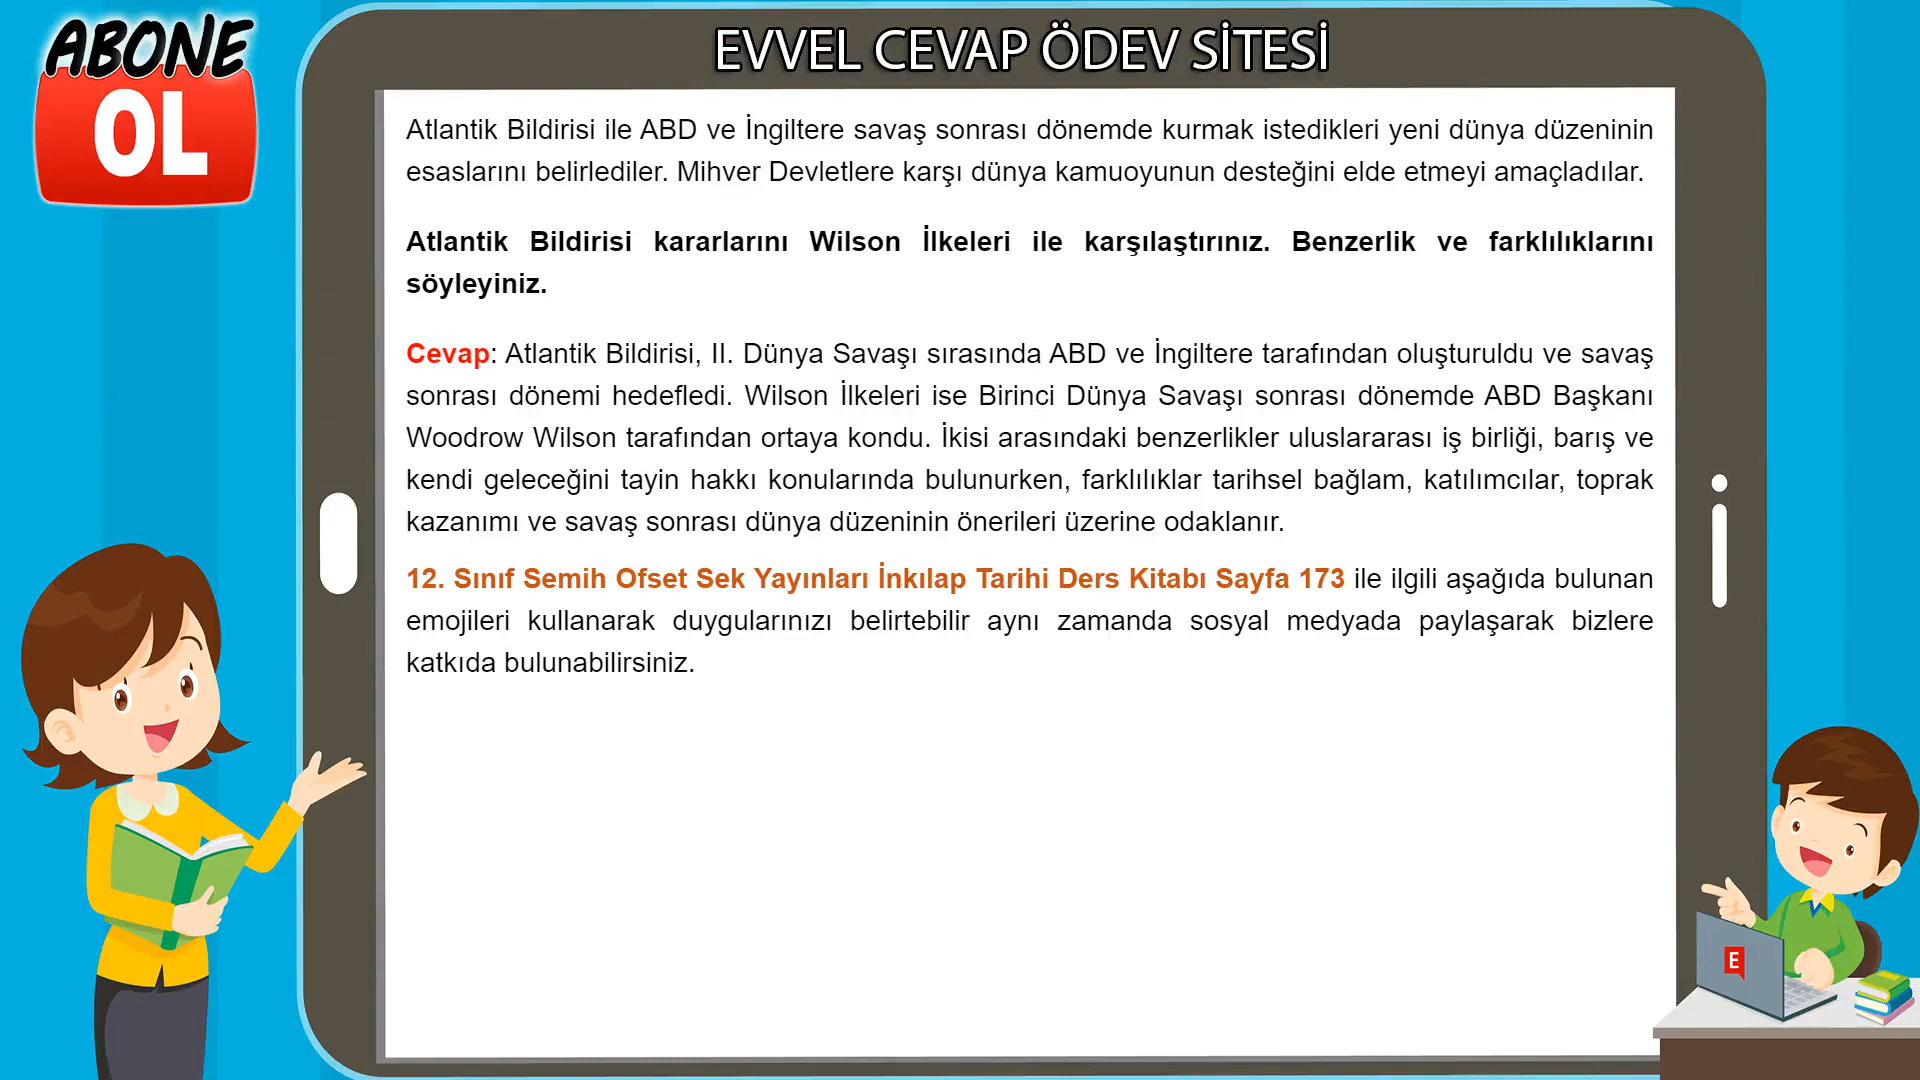 ABONE
OL
EVVEL CEVAP ÖDEV SİTESİ
Atlantik Bildirisi ile ABD ve İngiltere savaş sonrası dönemde kurmak istedikleri yeni dünya düzeninin
esaslarını belirlediler. Mihver Devletlere karşı dünya kamuoyunun desteğini elde etmeyi amaçladılar.
Atlantik Bildirisi kararlarını Wilson İlkeleri ile karşılaştırınız. Benzerlik ve farklılıklarını
söyleyiniz.
Cevap: Atlantik Bildirisi, II. Dünya Savaşı sırasında ABD ve İngiltere tarafından oluşturuldu ve savaş
sonrası dönemi hedefledi. Wilson İlkeleri ise Birinci Dünya Savaşı sonrası dönemde ABD Başkanı
Woodrow Wilson tarafından ortaya kondu. İkisi arasındaki benzerlikler uluslararası iş birliği, barış ve
kendi geleceğini tayin hakkı konularında bulunurken, farklılıklar tarihsel bağlam, katılımcılar, toprak
kazanımı ve savaş sonrası dünya düzeninin önerileri üzerine odaklanır.
12. Sınıf Semih Ofset Sek Yayınları İnkılap Tarihi Ders Kitabı Sayfa 173 ile ilgili aşağıda bulunan
emojileri kullanarak duygularınızı belirtebilir aynı zamanda sosyal medyada paylaşarak bizlere
katkıda bulunabilirsiniz.
E